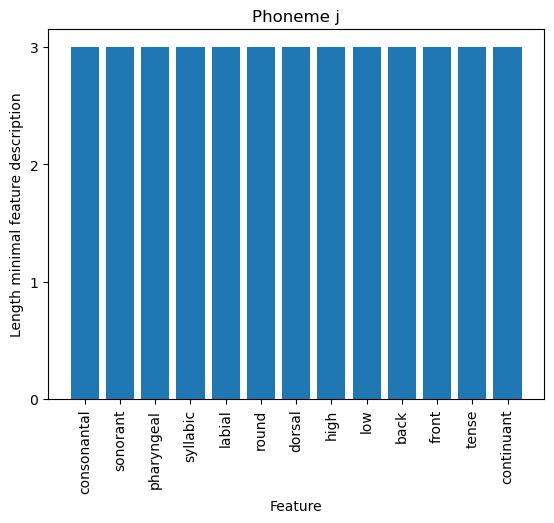 Phoneme j
Length minimal feature description
3
2
1
0
consonantal
sonorant
pharyngeal
syllabic
labial
round
dorsal
high
low
back
front
tense
continuant
Feature